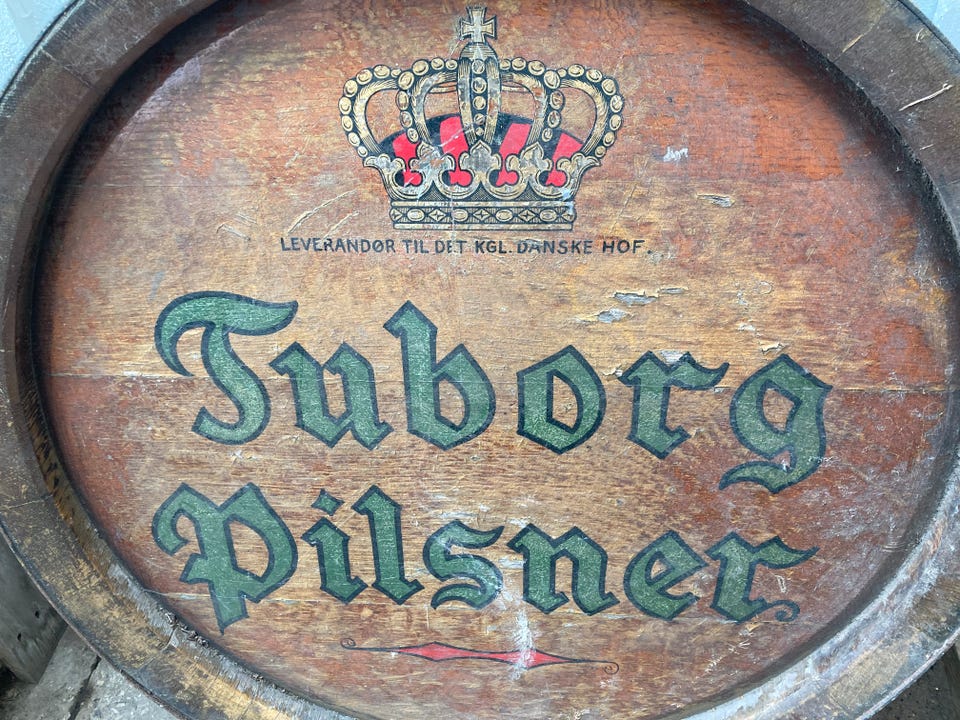 LEVERANDØR TIL DET KGL. DANSKE HOF.
Tuborg
Pilsner